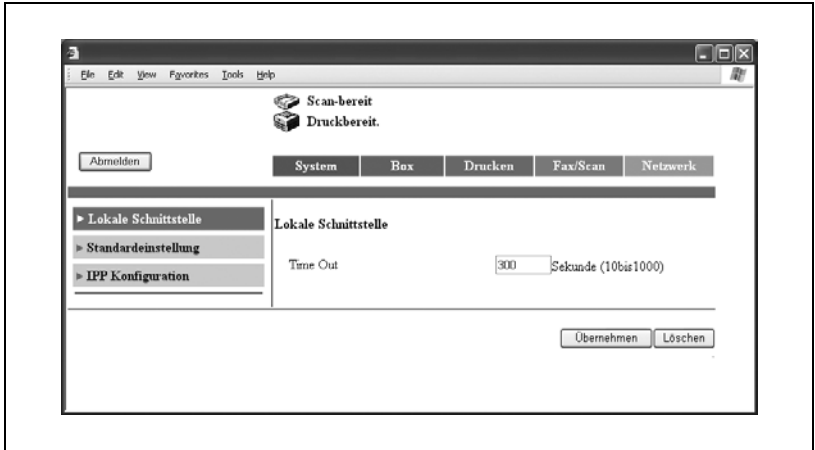 File Edit View Favorites Tools Help
Scan-bereit
Druckbereit.
Abmelden
System Box Drucken Fax/Scan Netzwerk
Lokale Schnittstelle
Standardeinstellung
IPP Konfiguration
Lokale Schnittstelle
Time Out 300 Sekunde (10bis1000)
Übernehmen Löschen